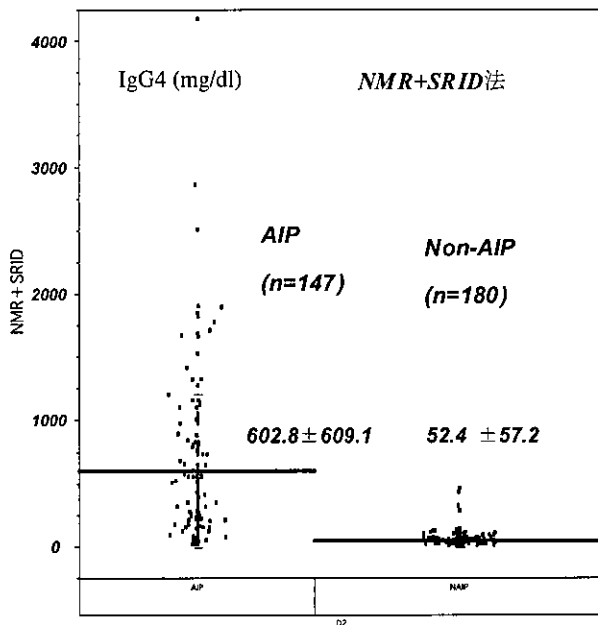 4000
IgG4 (mg/dl) NMR+SRID法
3000
AIP Non-AIP
(n=147) (n=180)
2000
NMR+SRID
1000
602.8±609.1 52.4 ±57.2
0
AIP NAIP
D2